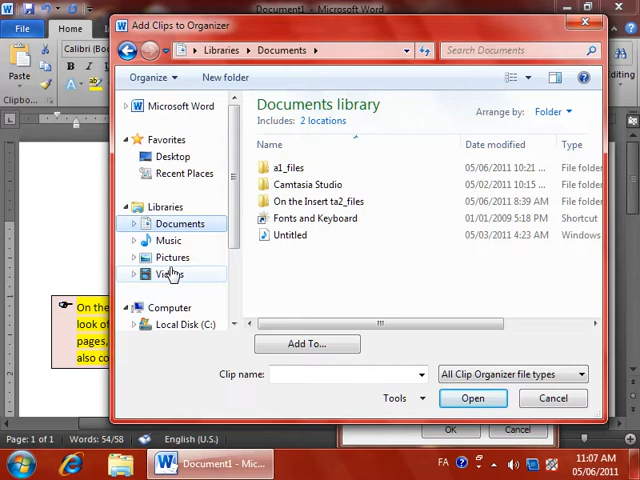 Document1 - Microsoft Word
Add Clips to Organizer
File
Home
Libraries
Documents
Search Documents
Calibri (Bo
Organize
New folder
Paste
B
I
Clipbo...
Editing
Microsoft Word
Documents library
Includes: 2 locations
Arrange by: Folder
Favorites
Desktop
Recent Places
Name
Date modified
Type
a1_files
05/06/2011 10:21 ...
File folder
Camtasia Studio
05/02/2011 10:15 ...
File folder
On the Insert ta2_files
05/06/2011 8:39 AM
File folder
Fonts and Keyboard
01/01/2009 5:18 PM
Shortcut
Untitled
05/03/2011 4:23 AM
Windows
Libraries
Documents
Music
Pictures
Computer
Local Disk (C:)
On the
look of
pages,
also co
Add To...
Clip name:
All Clip Organizer file types
Tools
Open
Cancel
OK
Cancel
Page: 1 of 1
Words: 54/58
English (U.S.)
Document1 - Mic...
FA
11:07 AM
05/06/2011